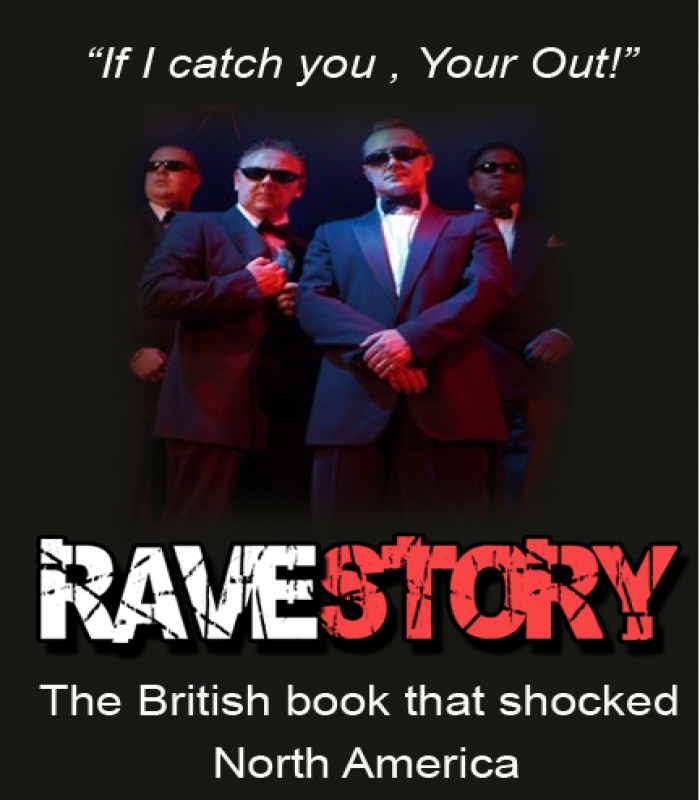 “If I catch you , Your Out!”
RAVESTORY
The British book that shocked
North America